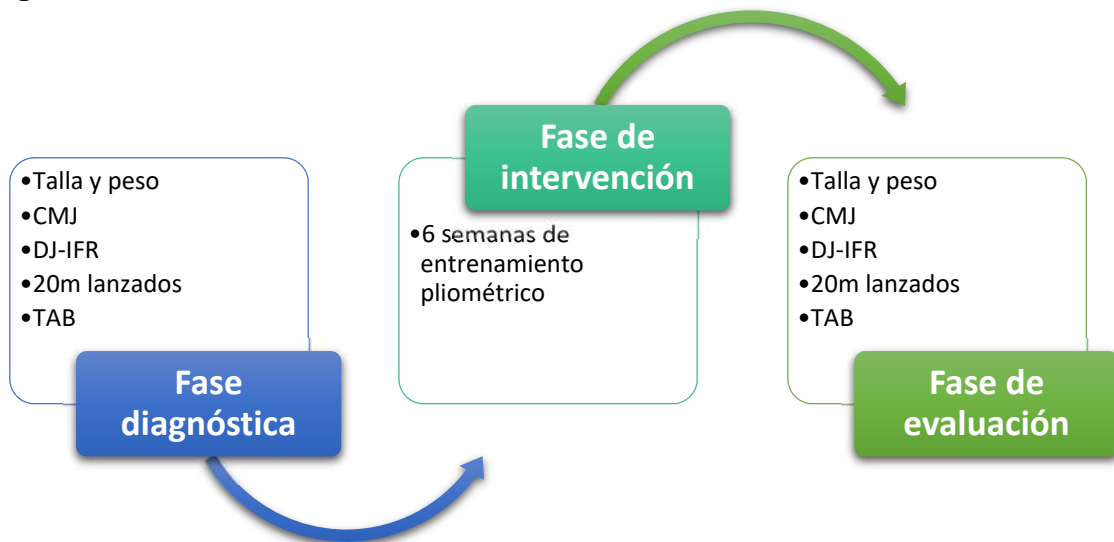 •Talla y peso
•CMJ
•DJ-IFR
•20m lanzados
•TAB
Fase
diagnóstica
Fase de
intervención
•6 semanas de
entrenamiento
pliométrico
•Talla y peso
•CMJ
•DJ-IFR
•20m lanzados
•TAB
Fase de
evaluación